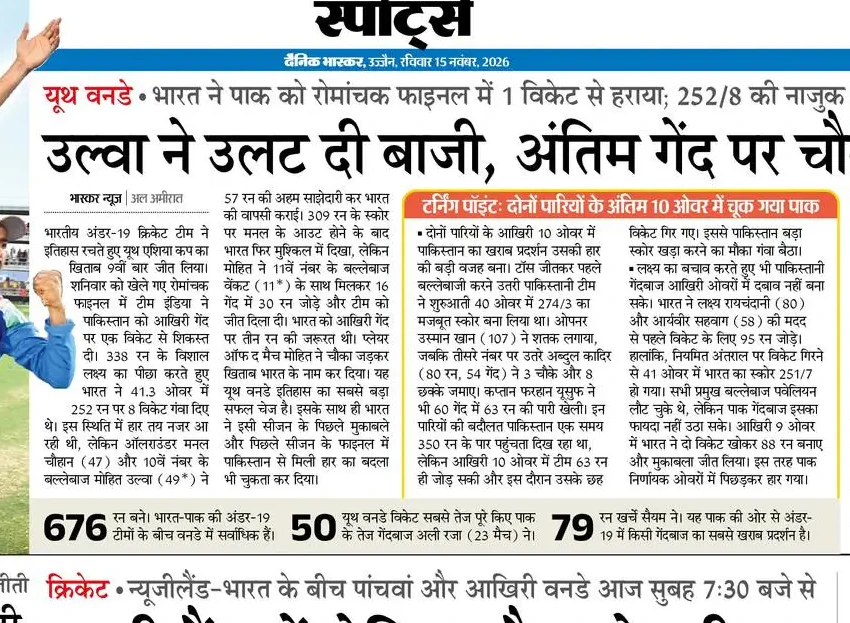 स्पोर्ट्स
दैनिक भास्कर, उज्जैन, रविवार 15 नवंबर, 2026
यूथ वनडे • भारत ने पाक को रोमांचक फाइनल में 1 विकेट से हराया; 252/8 की नाजुक
उल्वा ने उलट दी बाजी, अंतिम गेंद पर
भास्कर न्यूज | अल अमीरात
भारतीय अंडर-19 क्रिकेट टीम ने
इतिहास रचते हुए यूथ एशिया कप का
खिताब 9वीं बार जीत लिया।
शनिवार को खेले गए रोमांचक
फाइनल में टीम इंडिया ने
पाकिस्तान को आखिरी गेंद
पर एक विकेट से शिकस्त
दी। 338 रन के विशाल
लक्ष्य का पीछा करते हुए
भारत ने 41.3 ओवर में
252 रन पर 8 विकेट गंवा दिए
थे। इस स्थिति में हार तय नजर आ
रही थी, लेकिन ऑलराउंडर मनल
चौहान (47) और 10वें नंबर के
बल्लेबाज मोहित उल्वा (49*) ने
57 रन की अहम साझेदारी कर भारत
की वापसी कराई। 309 रन के स्कोर
पर मनल के आउट होने के बाद
भारत फिर मुश्किल में दिखा, लेकिन
मोहित ने 11वें नंबर के बल्लेबाज
वेंकट (11*) के साथ मिलकर 16
गेंद में 30 रन जोड़े और टीम को
जीत दिला दी। भारत को आखिरी गेंद
पर तीन रन की जरूरत थी। प्लेयर
ऑफ द मैच मोहित ने चौका जड़कर
खिताब भारत के नाम कर दिया। यह
यूथ वनडे इतिहास का सबसे बड़ा
सफल चेज है। इसके साथ ही भारत
ने इसी सीजन के पिछले मुकाबले
और पिछले सीजन के फाइनल में
पाकिस्तान से मिली हार का बदला
भी चुकता कर दिया।
टर्निंग पॉइंट: दोनों पारियों के अंतिम 10 ओवर में चूक गया पाक
▪ दोनों पारियों के आखिरी 10 ओवर में
पाकिस्तान का खराब प्रदर्शन उसकी हार
की बड़ी वजह बना। टॉस जीतकर पहले
बल्लेबाजी करने उतरी पाकिस्तानी टीम
ने शुरुआती 40 ओवर में 274/3 का
मजबूत स्कोर बना लिया था। ओपनर
उस्मान खान (107) ने शतक लगाया,
जबकि तीसरे नंबर पर उतरे अब्दुल कादिर
(80 रन, 54 गेंद) ने 3 चौके और 8
छक्के जमाए। कप्तान फरहान यूसुफ ने
भी 60 गेंद में 63 रन की पारी खेली। इन
पारियों की बदौलत पाकिस्तान एक समय
350 रन के पार पहुंचता दिख रहा था,
लेकिन आखिरी 10 ओवर में टीम 63 रन
ही जोड़ सकी और इस दौरान उसके छह
विकेट गिर गए। इससे पाकिस्तान बड़ा
स्कोर खड़ा करने का मौका गंवा बैठा।
▪ लक्ष्य का बचाव करते हुए भी पाकिस्तानी
गेंदबाज आखिरी ओवरों में दबाव नहीं बना
सके। भारत ने लक्ष्य रायचंदानी (80)
और आर्यवीर सहवाग (58) की मदद
से पहले विकेट के लिए 95 रन जोड़े।
हालांकि, नियमित अंतराल पर विकेट गिरने
से 41 ओवर में भारत का स्कोर 251/7
हो गया। सभी प्रमुख बल्लेबाज पवेलियन
लौट चुके थे, लेकिन पाक गेंदबाज इसका
फायदा नहीं उठा सके। आखिरी 9 ओवर
में भारत ने दो विकेट खोकर 88 रन बनाए
और मुकाबला जीत लिया। इस तरह पाक
निर्णायक ओवरों में पिछड़कर हार गया।
676 रन बने। भारत-पाक की अंडर-19
टीमों के बीच वनडे में सर्वाधिक हैं।
50 यूथ वनडे विकेट सबसे तेज पूरे किए पाक
के तेज गेंदबाज अली रजा (23 मैच) ने।
79 रन खर्चे सैयम ने। यह पाक की ओर से अंडर-
19 में किसी गेंदबाज का सबसे खराब प्रदर्शन है।
क्रिकेट • न्यूजीलैंड-भारत के बीच पांचवां और आखिरी वनडे आज सुबह 7:30 बजे से